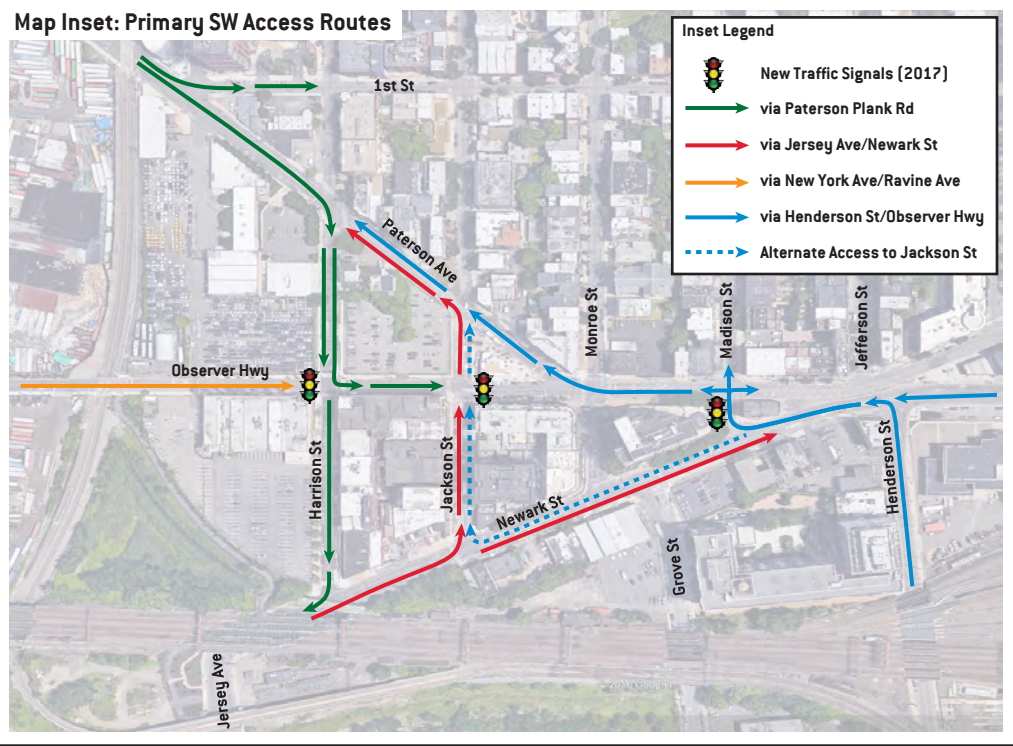 Map Inset: Primary SW Access Routes
Inset Legend
New Traffic Signals (2017)
via Paterson Plank Rd
via Jersey Ave/Newark St
via New York Ave/Ravine Ave
via Henderson St/Observer Hwy
Alternate Access to Jackson St
1st St
Paterson Ave
Monroe St
Madison St
Jefferson St
Observer Hwy
Harrison St
Jackson St
Newark St
Henderson St
Grove St
Jersey Ave